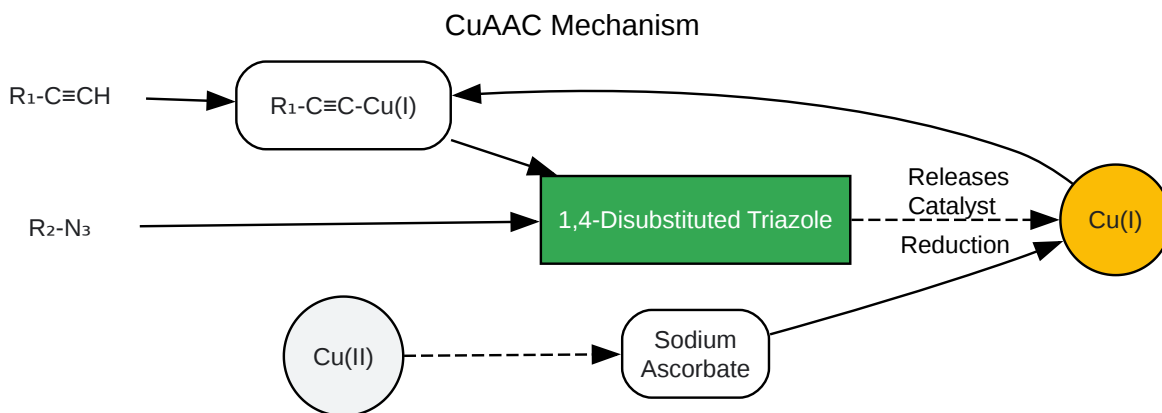 CuAAC Mechanism
R₁-C≡CH
R₁-C≡C-Cu(I)
R₂-N₃
1,4-Disubstituted Triazole
Releases
Catalyst
Reduction
Cu(I)
Cu(II)
Sodium
Ascorbate